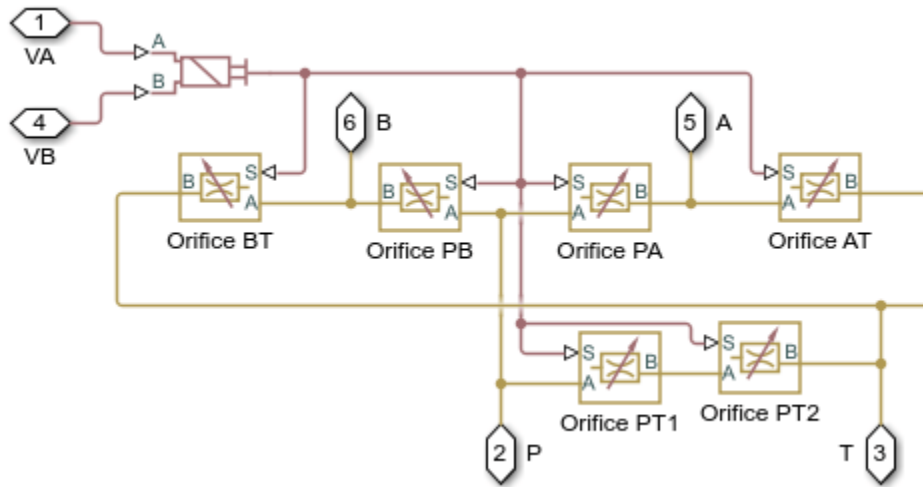 1
VA
A
B
4
VB
6
B
5
A
B
S
A
Orifice BT
B
S
A
Orifice PB
S
A
B
Orifice PA
S
A
B
Orifice AT
S
A
B
Orifice PT1
S
A
B
Orifice PT2
2
P
T
3